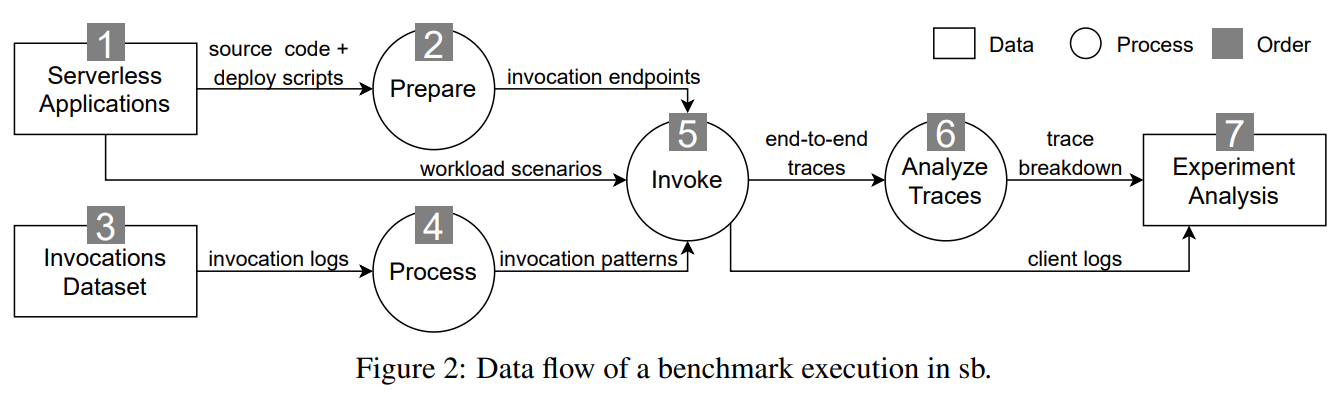 1
Serverless
Applications
source code +
deploy scripts
2
Prepare
invocation endpoints
Data
Process
Order
workload scenarios
5
Invoke
end-to-end
traces
6
Analyze
Traces
trace
breakdown
7
Experiment
Analysis
3
Invocations
Dataset
invocation logs
4
Process
invocation patterns
client logs
Figure 2: Data flow of a benchmark execution in sb.